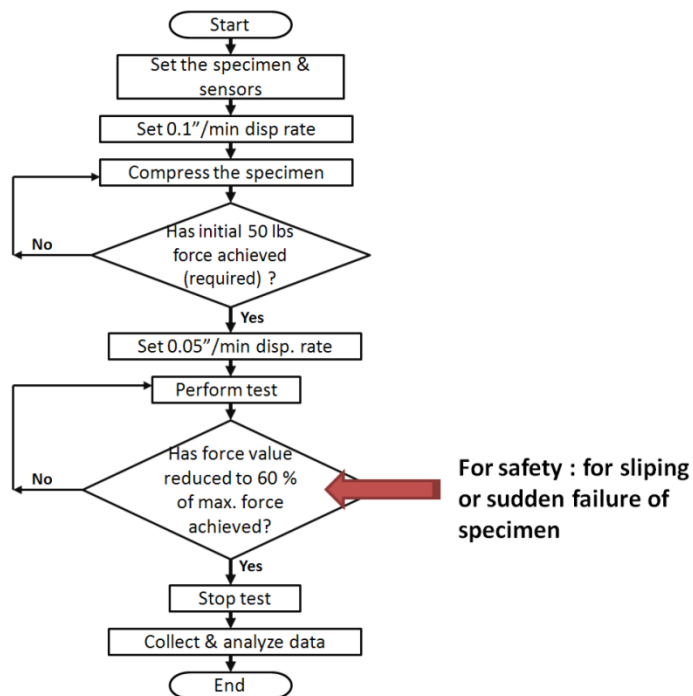 Start
Set the specimen &
sensors
Set 0.1”/min disp rate
Compress the specimen
Has initial 50 lbs
force achieved
(required) ?
No
Yes
Set 0.05”/min disp. rate
Perform test
Has force value
reduced to 60 %
of max. force
achieved?
No
For safety : for sliping
or sudden failure of
specimen
Yes
Stop test
Collect & analyze data
End